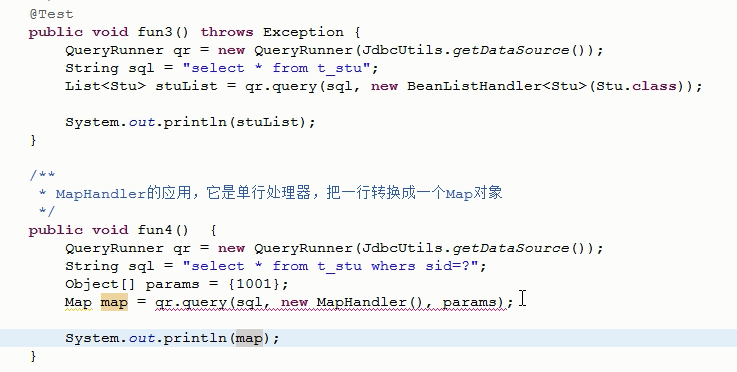 @Test
public void fun3() throws Exception {
QueryRunner qr = new QueryRunner(JdbcUtils.getDataSource());
String sql = "select * from t_stu";
List<Stu> stuList = qr.query(sql, new BeanListHandler<Stu>(Stu.class));
System.out.println(stuList);
}
/**
* MapHandler的应用，它是单行处理器，把一行转换成一个Map对象
*/
public void fun4()  {
QueryRunner qr = new QueryRunner(JdbcUtils.getDataSource());
String sql = "select * from t_stu whers sid=?";
Object[] params = {1001};
Map map = qr.query(sql, new MapHandler(), params);
System.out.println(map);
}